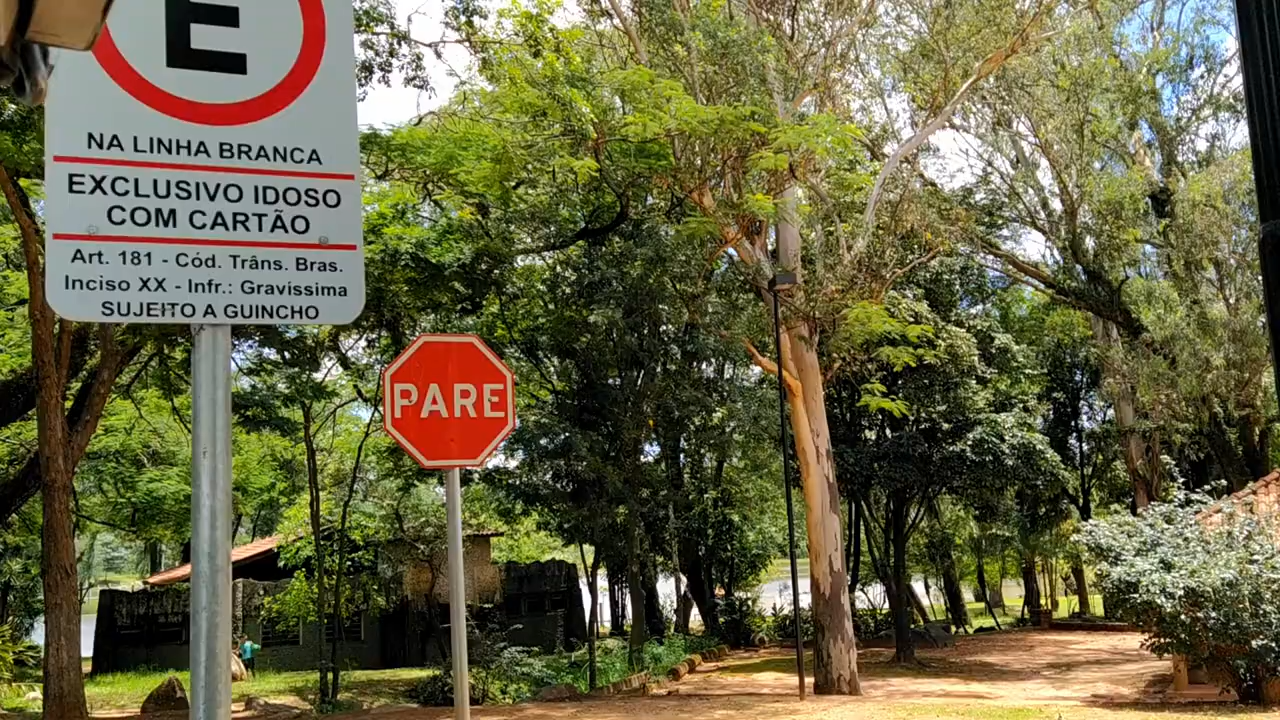 E
NA LINHA BRANCA
EXCLUSIVO IDOSO
COM CARTÃO
Art. 181 - Cód. Trâns. Bras.
Inciso XX - Infr.: Gravíssima
SUJEITO A GUINCHO
PARE